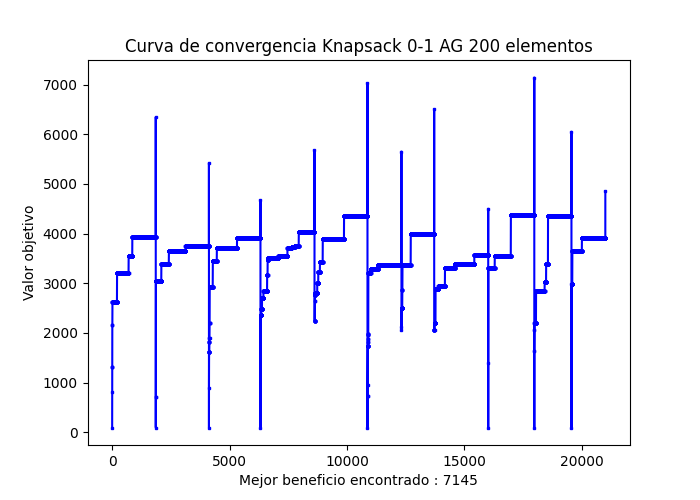 Curva de convergencia Knapsack 0-1 AG 200 elementos
Valor objetivo
7000
6000
5000
4000
3000
2000
1000
0
0 5000 10000 15000 20000
Mejor beneficio encontrado : 7145